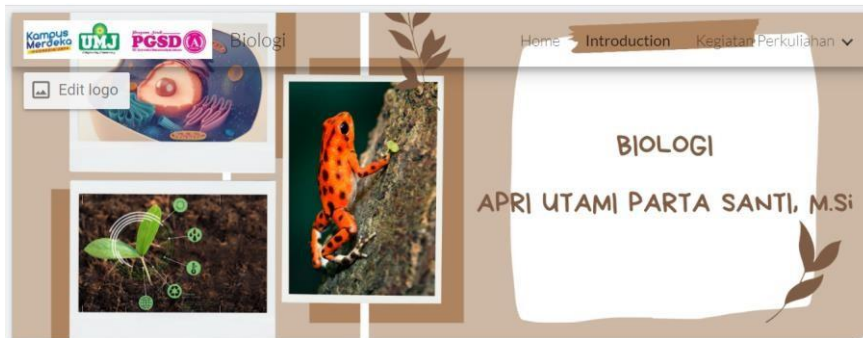 Kampus Merdeka UMJ PGSD Biologi Home Introduction Kegiatan Perkuliahan
Edit logo
BIOLOGI
APRI UTAMI PARTA SANTI, M.Si